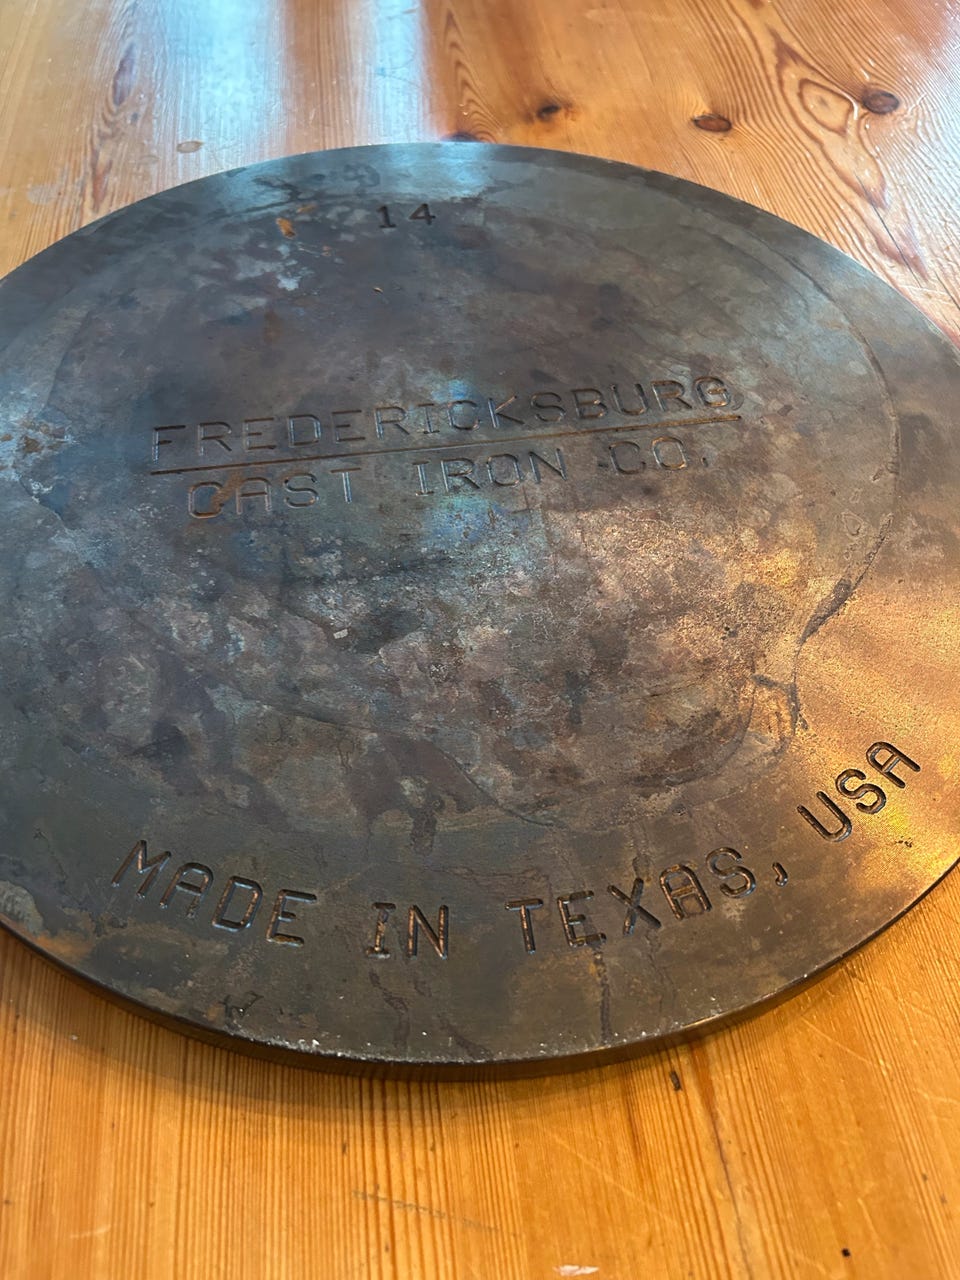 14
FREDERICKSBURG
CAST IRON CO.
MADE IN TEXAS, USA